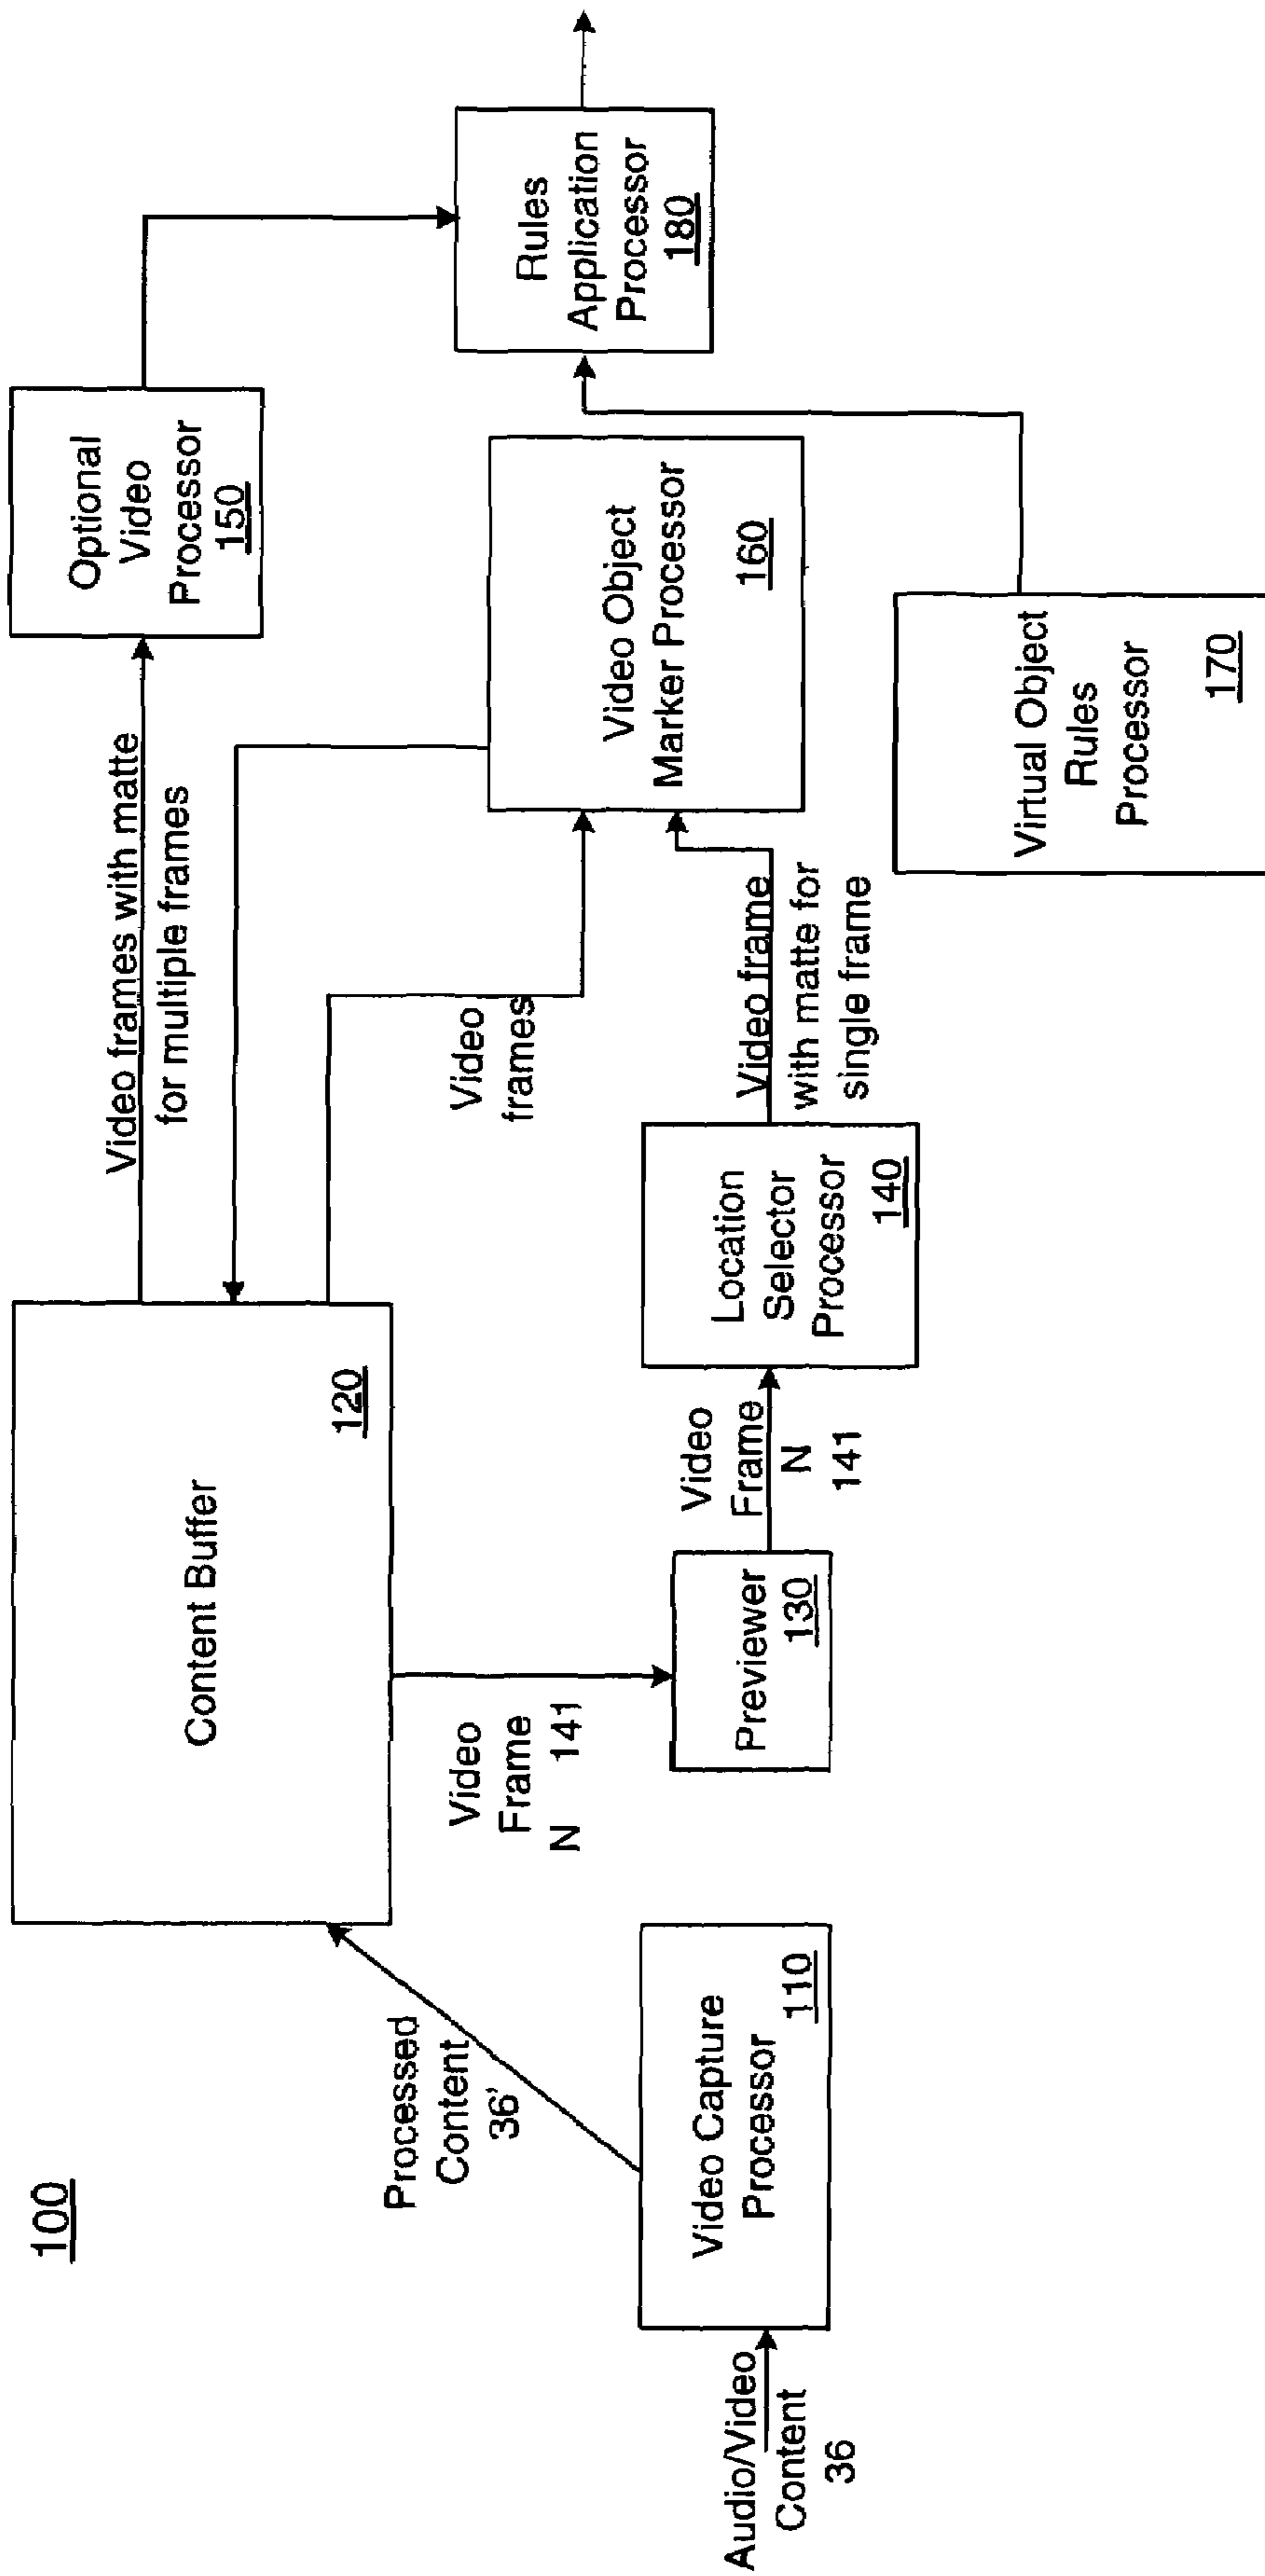 100
Audio/Video
Content
36
Video Capture
Processor
110
Processed
Content
36'
Content Buffer
120
Video
Frame
N 141
Previewer
130
Video
Frame
N
141
Location
Selector
Processor
140
Video frame
with matte for
single frame
Video
frames
Video frames with matte
for multiple frames
Optional
Video
Processor
150
Video Object
Marker Processor
160
Virtual Object
Rules
Processor
170
Rules
Application
Processor
180